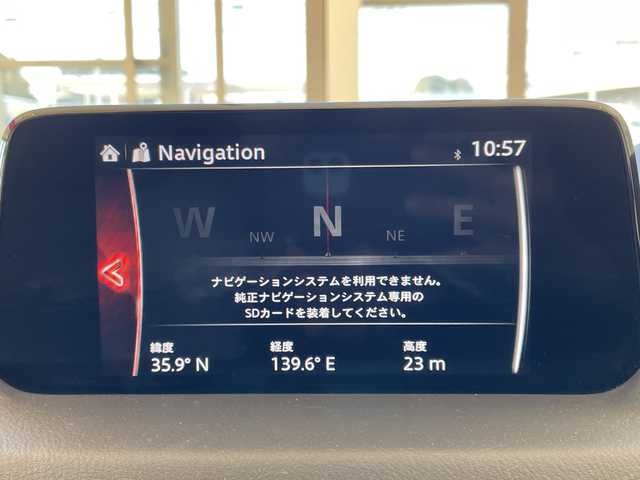 Navigation
10:57
W NW N NE E
ナビゲーションシステムを利用できません。
純正ナビゲーションシステム専用の
SDカードを装着してください。
緯度 経度 高度
35.9° N 139.6° E 23 m